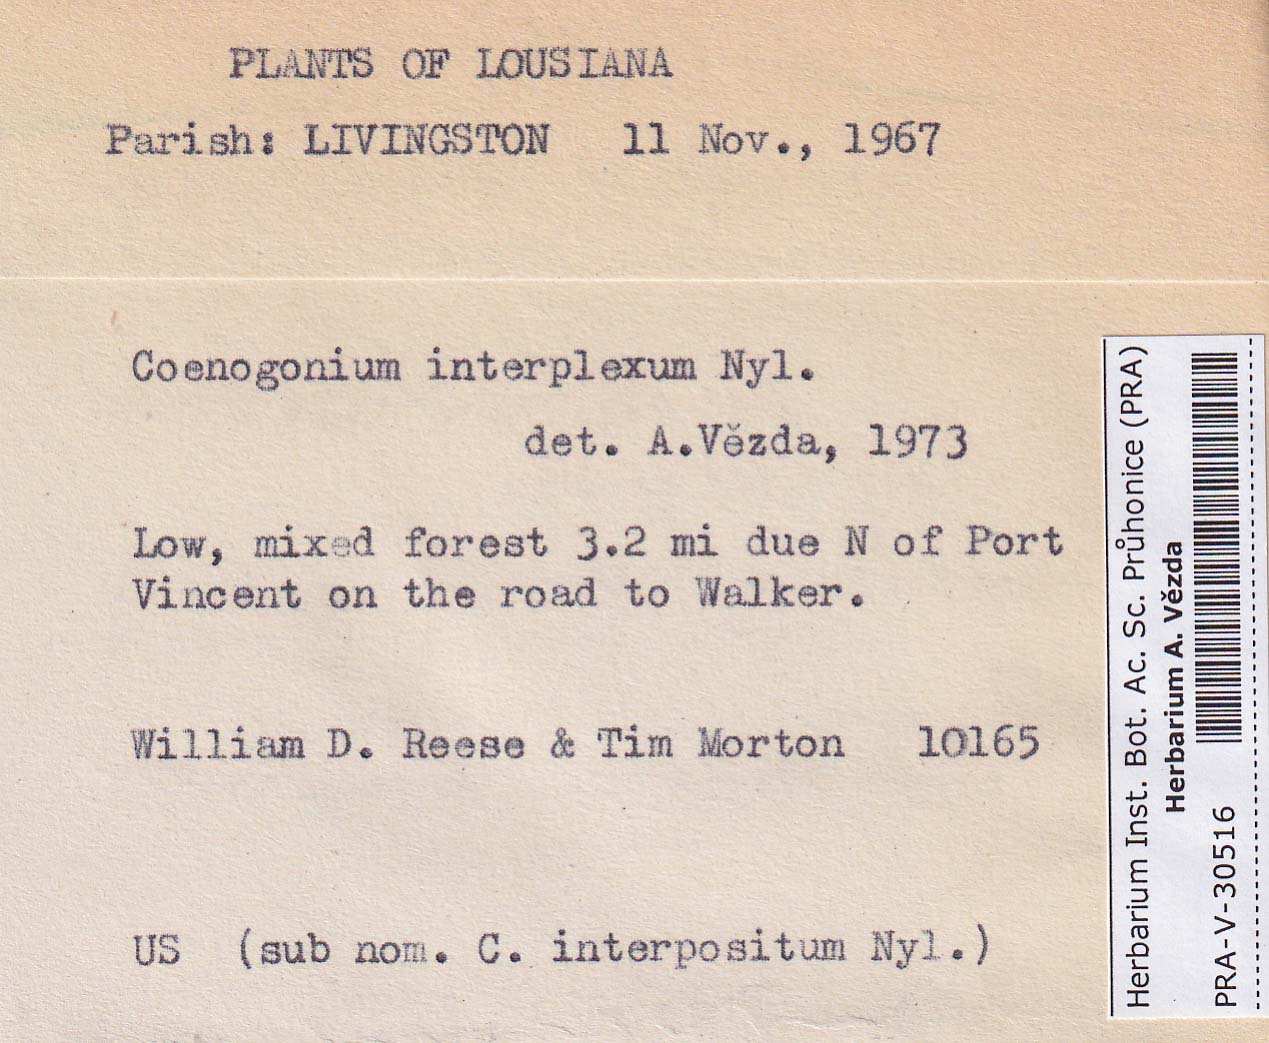 PLANTS OF LOUSIANA
Parish: LIVINGSTON 11 Nov., 1967
Coenogonium interplexum Nyl.
det. A.Vězda, 1973
Low, mixed forest 3.2 mi due N of Port
Vincent on the road to Walker.
William D. Reese & Tim Morton 10165
US (sub nom. C. interpositum Nyl.)
Herbarium Inst. Bot. Ac. Sc. Průhonice (PRA)
Herbarium A. Vězda
PRA-V-30516